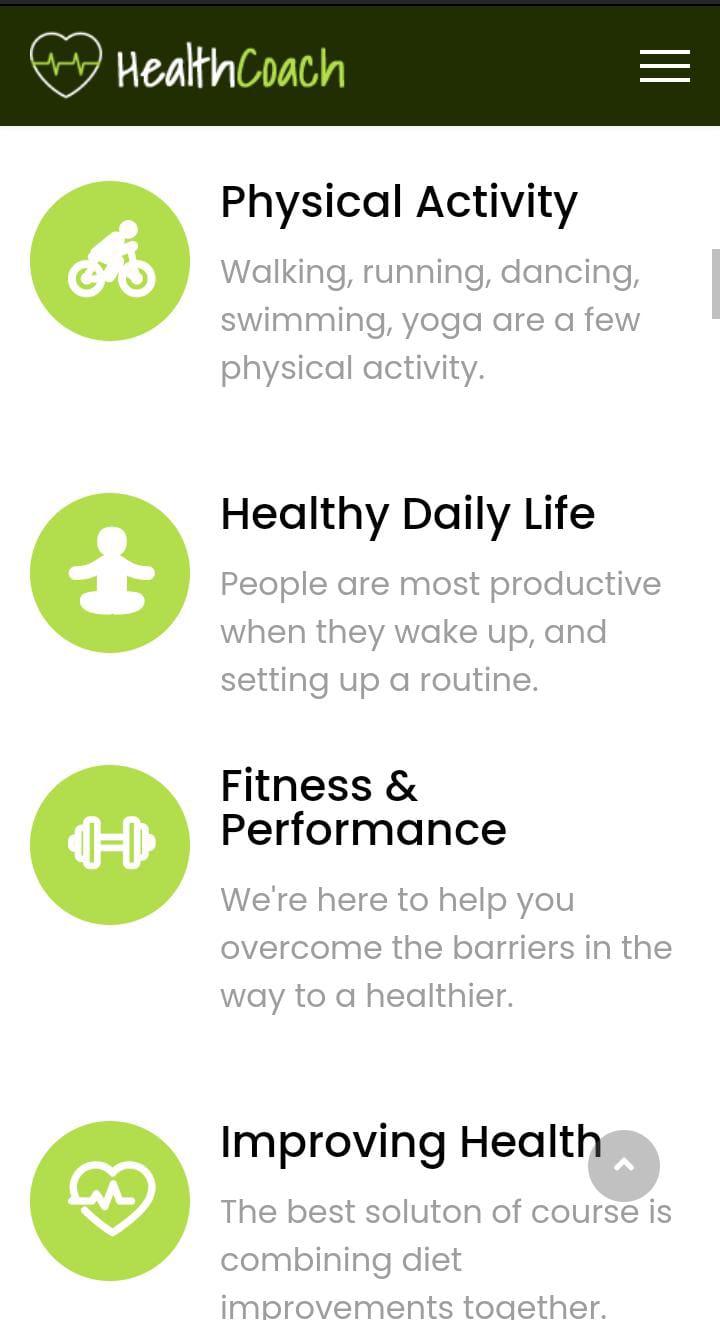 HealthCoach
Physical Activity
Walking, running, dancing,
swimming, yoga are a few
physical activity.
Healthy Daily Life
People are most productive
when they wake up, and
setting up a routine.
Fitness &
Performance
We're here to help you
overcome the barriers in the
way to a healthier.
Improving Health
The best soluton of course is
combining diet
improvements together.